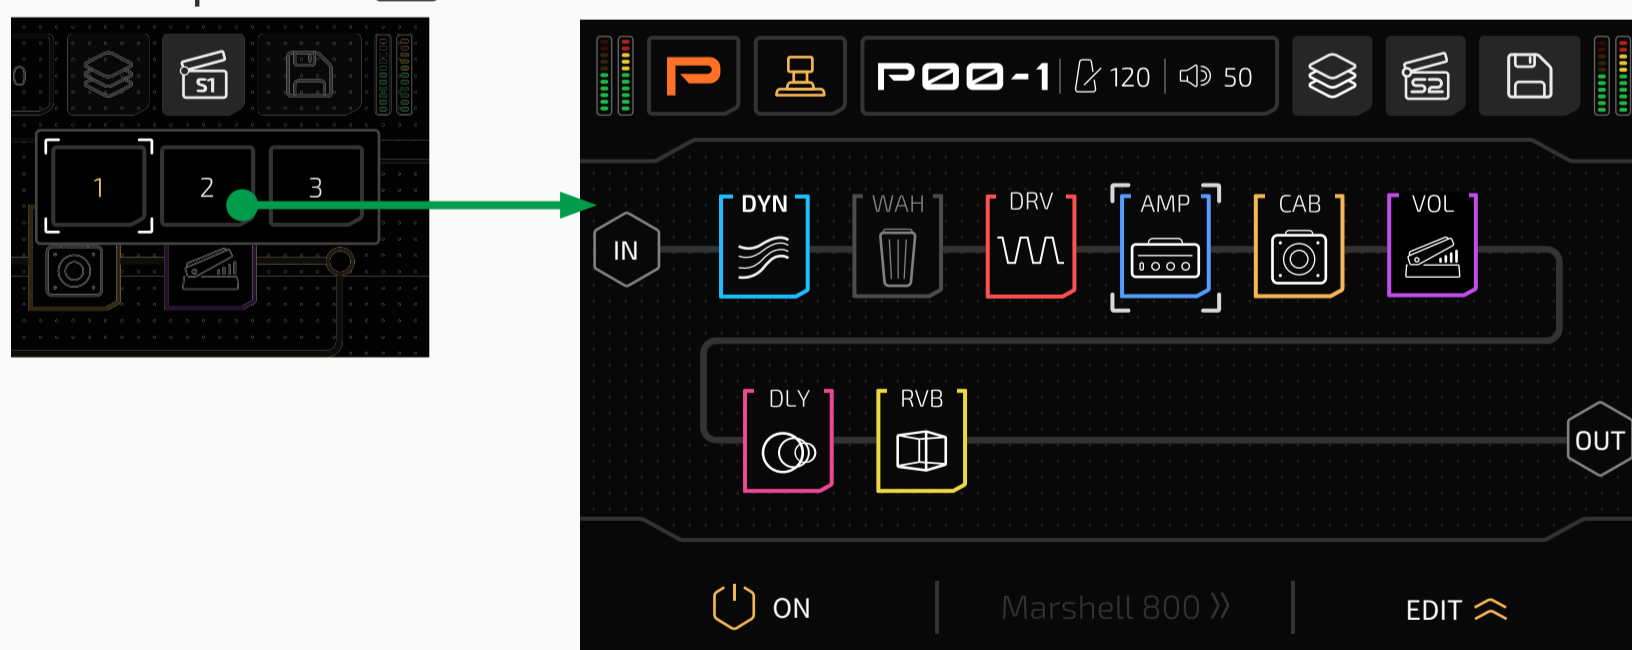 S1
1 2 3
P00-1 120 50
S2
IN DYN WAH DRV AMP CAB VOL
DLY RVB OUT
ON Marshell 800 EDIT